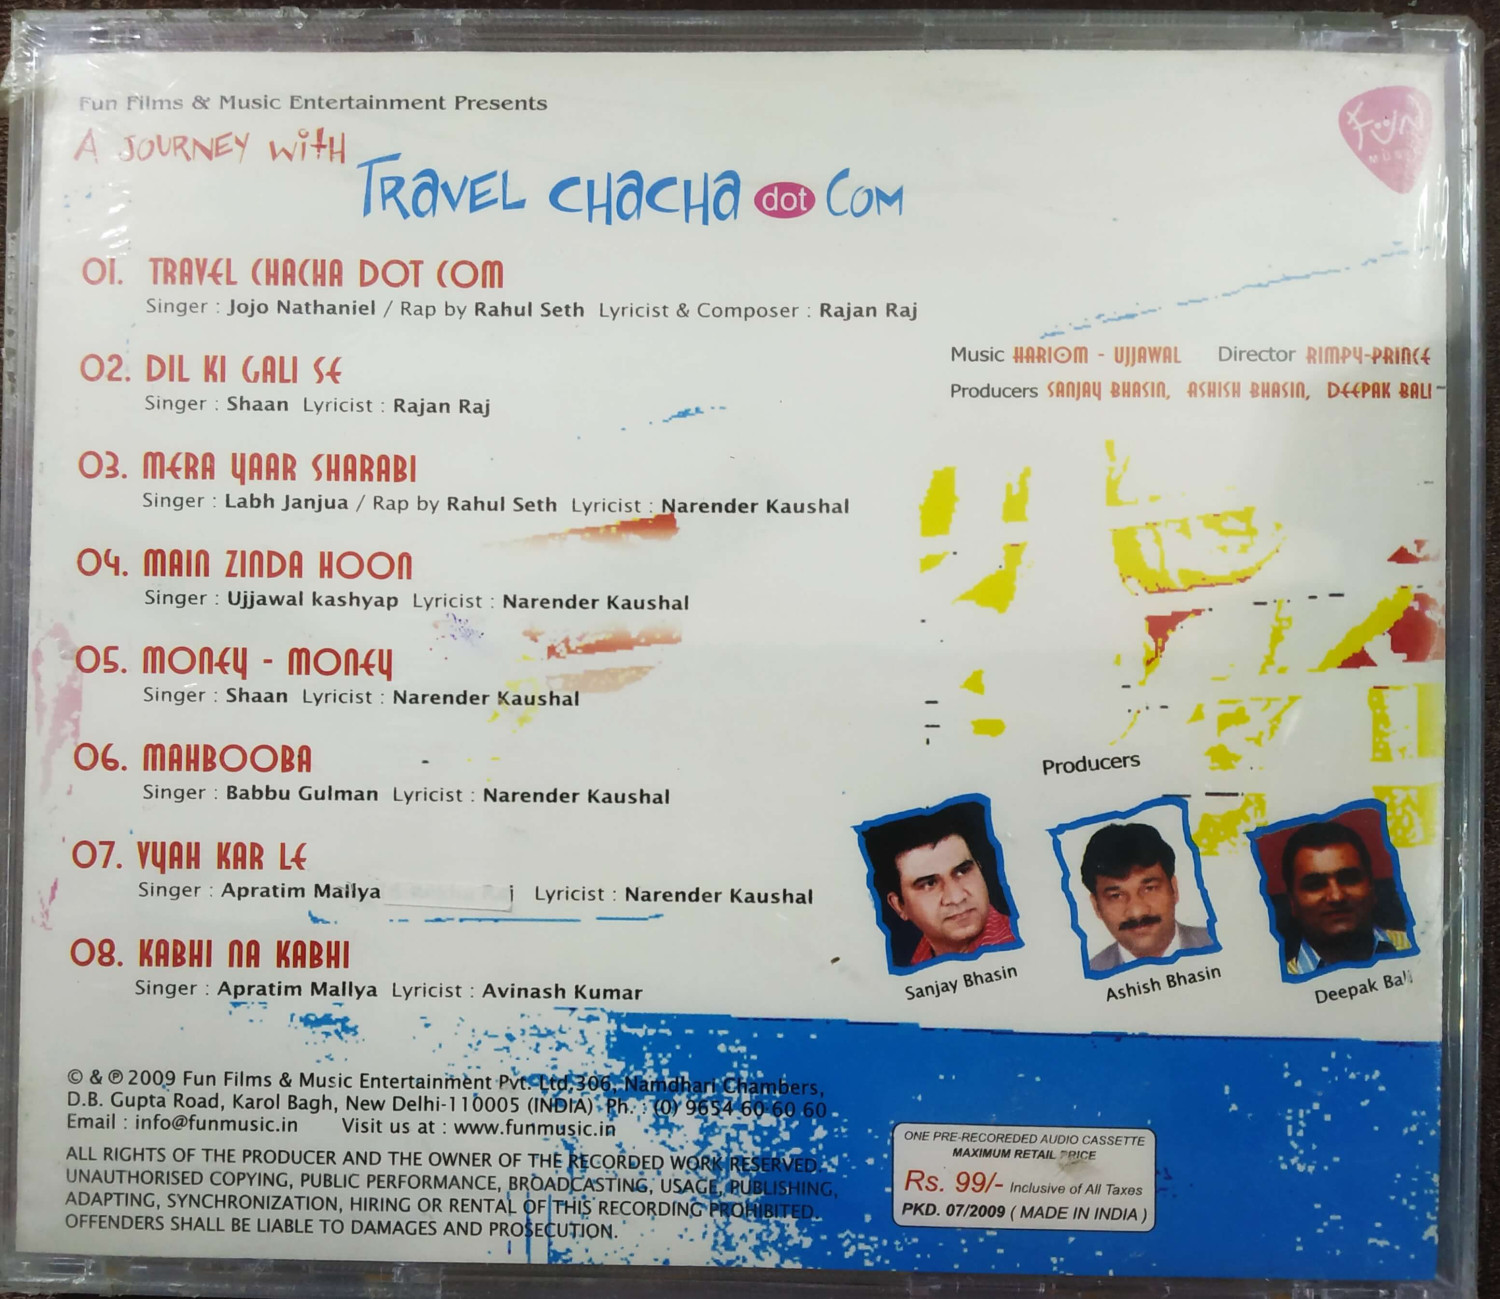 Fun Films & Music Entertainment Presents
A JOURNEY WITH
TRAVEL CHACHA dot COM
01. TRAVEL CHACHA DOT COM
Singer : Jojo Nathaniel / Rap by Rahul Seth Lyricist & Composer : Rajan Raj
02. DIL KI GALI SE
Singer : Shaan Lyricist : Rajan Raj
03. MERA YAAR SHARABI
Singer : Labh Janjua / Rap by Rahul Seth Lyricist : Narender Kaushal
04. MAIN ZINDA HOON
Singer : Ujjawal kashyap Lyricist : Narender Kaushal
05. MONEY - MONEY
Singer : Shaan Lyricist : Narender Kaushal
06. MAHBOOBA
Singer : Babbu Gulman Lyricist : Narender Kaushal
07. VYAH KAR LE
Singer : Apratim Mallya Lyricist : Narender Kaushal
08. KABHI NA KABHI
Singer : Apratim Mallya Lyricist : Avinash Kumar
FUN
MUSIC
Music HARIOM - UJJAWAL Director RIMPY-PRINCE
Producers SANJAY BHASIN, ASHISH BHASIN, DEEPAK BALI
Producers
Sanjay Bhasin
Ashish Bhasin
Deepak Bali
© & ℗ 2009 Fun Films & Music Entertainment Pvt. Ltd,306, Namdhari Chambers,
D.B. Gupta Road, Karol Bagh, New Delhi-110005 (INDIA) Ph. : (0) 9654 60 60 60
Email : info@funmusic.in Visit us at : www.funmusic.in
ALL RIGHTS OF THE PRODUCER AND THE OWNER OF THE RECORDED WORK RESERVED.
UNAUTHORISED COPYING, PUBLIC PERFORMANCE, BROADCASTING, USAGE, PUBLISHING,
ADAPTING, SYNCHRONIZATION, HIRING OR RENTAL OF THIS RECORDING PROHIBITED.
OFFENDERS SHALL BE LIABLE TO DAMAGES AND PROSECUTION.
ONE PRE-RECOREDED AUDIO CASSETTE
MAXIMUM RETAIL PRICE
Rs. 99/- Inclusive of All Taxes
PKD. 07/2009 ( MADE IN INDIA )